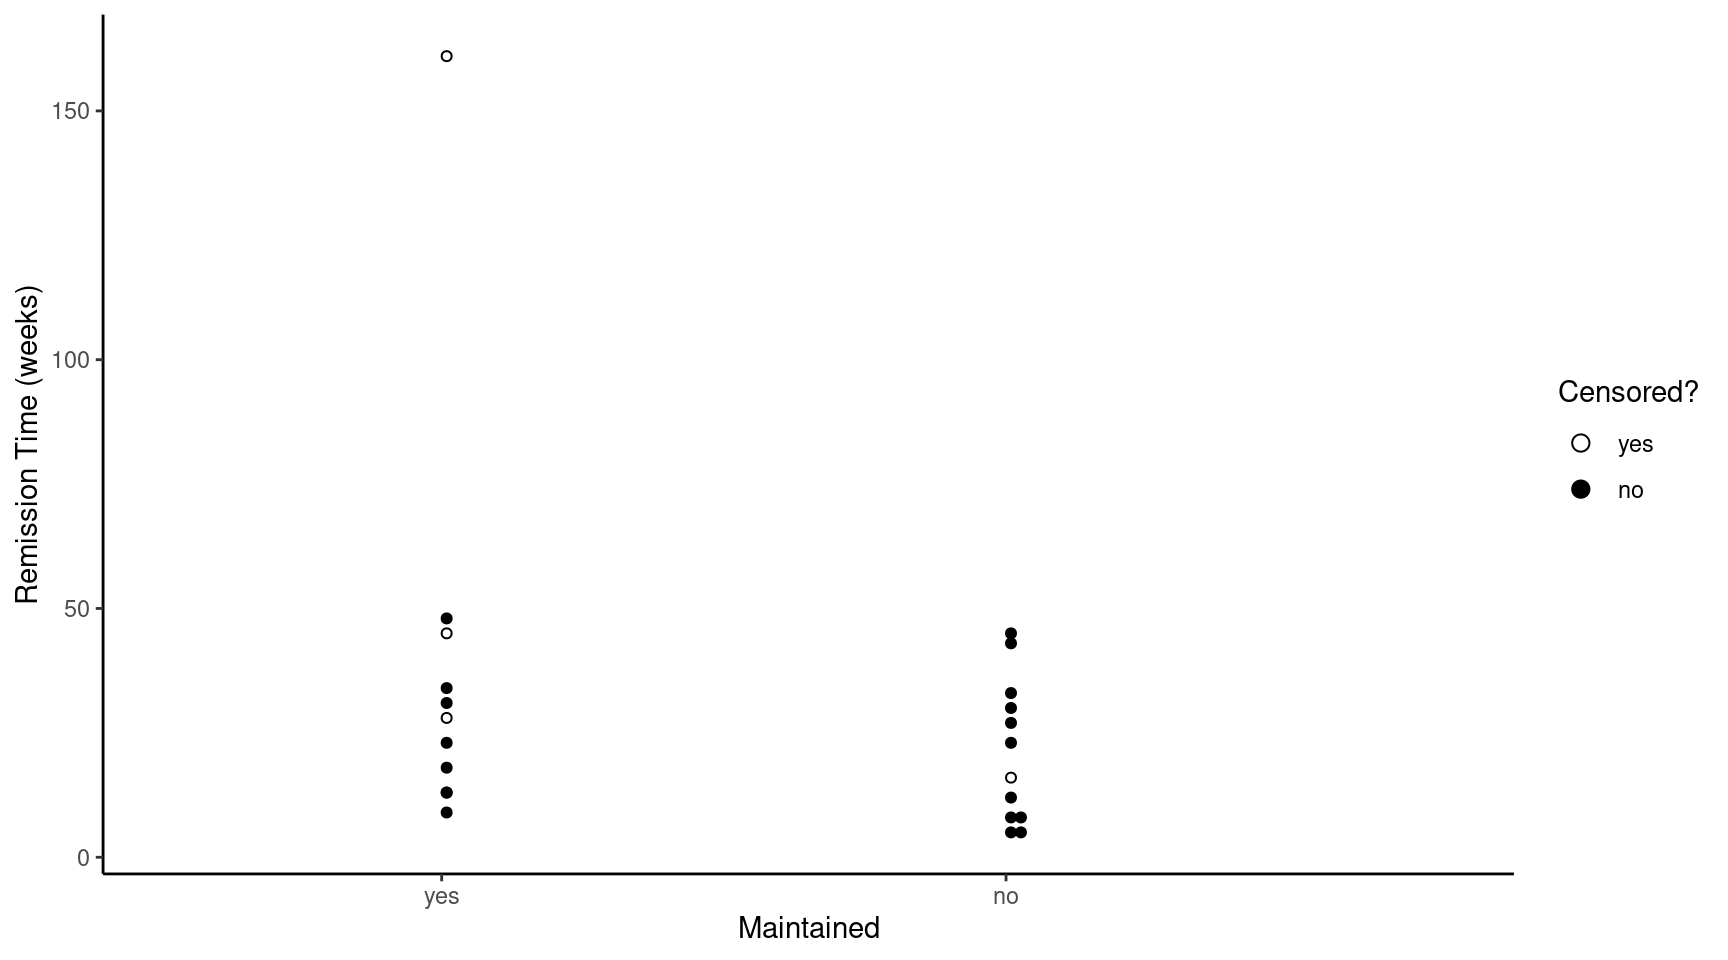 150
100
50
0
Remission Time (weeks)
yes
no
Maintained
Censored?
yes
no